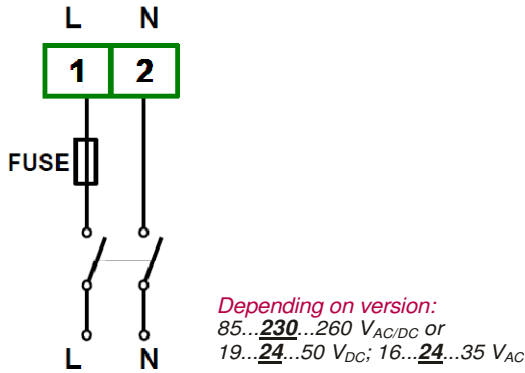 L N
1 2
FUSE
Depending on version:
85...230...260 VAC/DC or
19...24...50 VDC; 16...24...35 VAC
L N